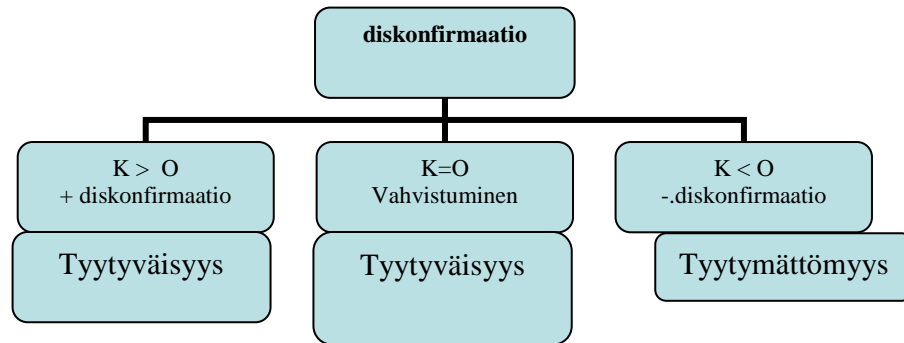 diskonfirmaatio
K > O
+ diskonfirmaatio
Tyytyväisyys
K=O
Vahvistuminen
Tyytyväisyys
K < O
-.diskonfirmaatio
Tyytymättömyys